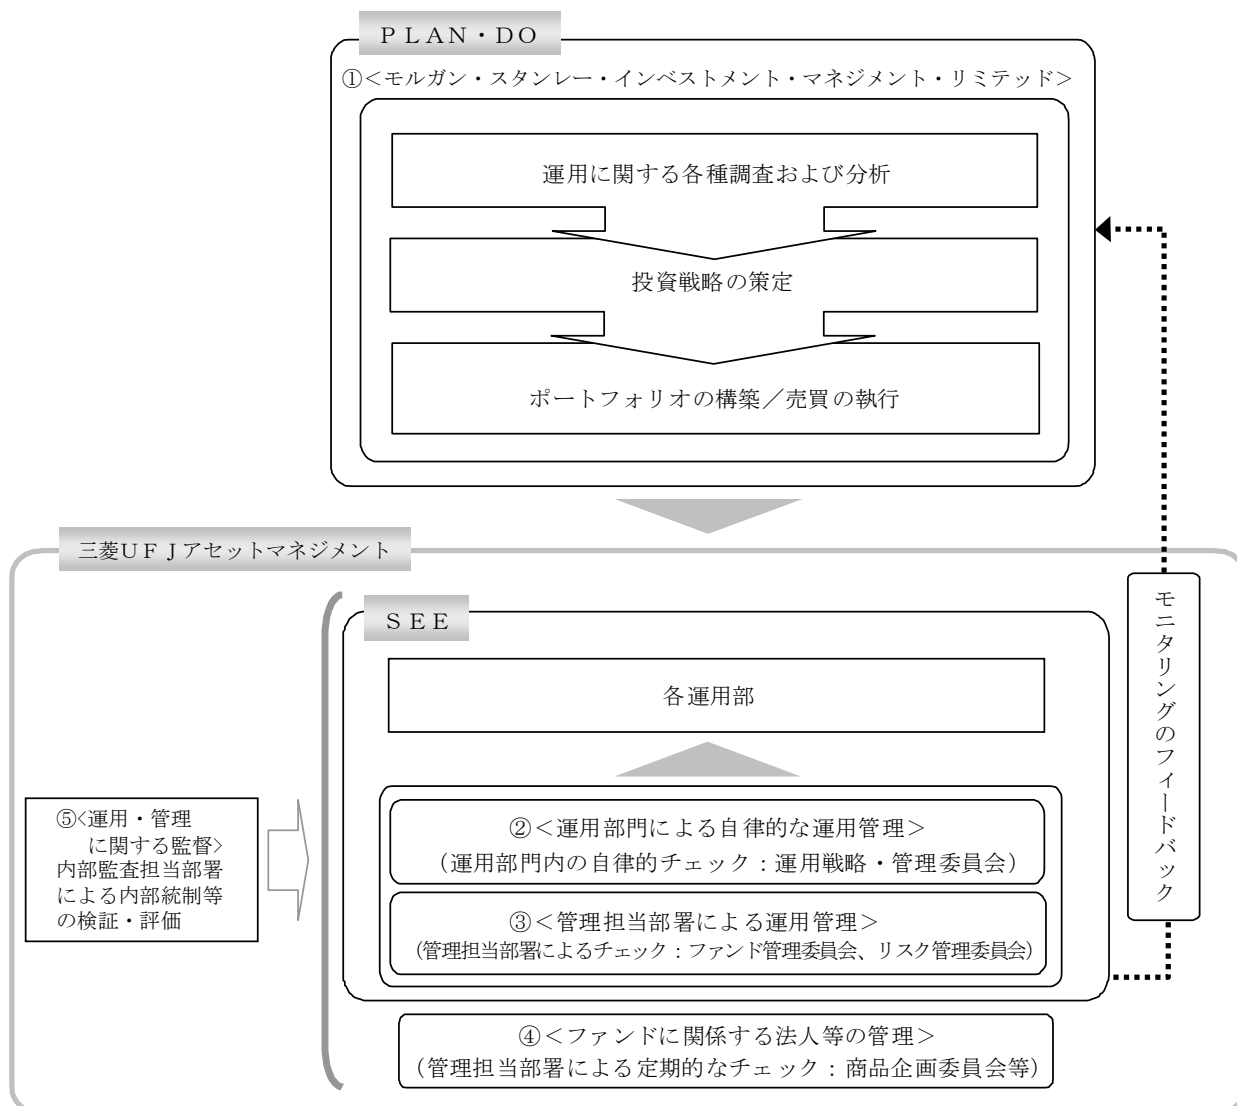 ＰＬＡＮ・ＤＯ
①＜モルガン・スタンレー・インベストメント・マネジメント・リミテッド＞
運用に関する各種調査および分析
投資戦略の策定
ポートフォリオの構築／売買の執行
三菱ＵＦＪアセットマネジメント
ＳＥＥ
各運用部
②＜運用部門による自律的な運用管理＞
（運用部門内の自律的チェック：運用戦略・管理委員会）
③＜管理担当部署による運用管理＞
（管理担当部署によるチェック：ファンド管理委員会、リスク管理委員会）
④＜ファンドに関係する法人等の管理＞
（管理担当部署による定期的なチェック：商品企画委員会等）
⑤<運用・管理
に関する監督>
内部監査担当部署
による内部統制等
の検証・評価
モニタリングのフィードバック